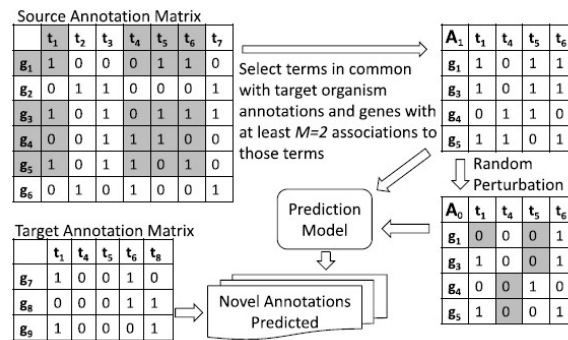 Source Annotation Matrix
t1 t2 t3 t4 t5 t6 t7
g1 1 0 0 0 1 1 0
g2 0 1 1 0 0 0 1
g3 1 0 1 0 1 1 0
g4 0 0 1 1 1 0 0
g5 1 0 1 1 0 1 0
g6 0 1 0 1 0 0 1
Select terms in common
with target organism
annotations and genes with
at least M=2 associations to
those terms
A1 t1 t4 t5 t6
g1 1 0 1 1
g3 1 0 1 1
g4 0 1 1 0
g5 1 1 0 1
Random
Perturbation
A0 t1 t4 t5 t6
g1 0 0 0 1
g3 1 0 0 1
g4 0 0 1 0
g5 1 0 0 1
Prediction
Model
Target Annotation Matrix
t1 t4 t5 t6 t8
g7 1 0 0 1 0
g8 0 0 0 1 1
g9 1 0 0 0 1
Novel Annotations
Predicted